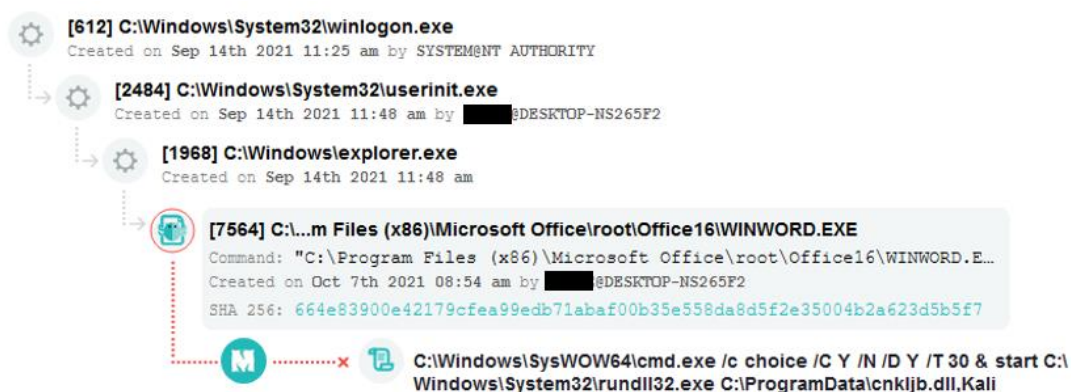 [612] C:\Windows\System32\winlogon.exe
Created on Sep 14th 2021 11:25 am by SYSTEM@NT AUTHORITY
[2484] C:\Windows\System32\userinit.exe
Created on Sep 14th 2021 11:48 am by @DESKTOP-NS265F2
[1968] C:\Windows\explorer.exe
Created on Sep 14th 2021 11:48 am
[7564] C:\...m Files (x86)\Microsoft Office\root\Office16\WINWORD.EXE
Command: "C:\Program Files (x86)\Microsoft Office\root\Office16\WINWORD.E…
Created on Oct 7th 2021 08:54 am by @DESKTOP-NS265F2
SHA 256: 664e83900e42179cfea99edb71abaf00b35e558da8d5f2e35004b2a623d5b5f7
M
C:\Windows\SysWOW64\cmd.exe /c choice /C Y /N /D Y /T 30 & start C:\
Windows\System32\rundll32.exe C:\ProgramData\cnkijb.dll,Kali